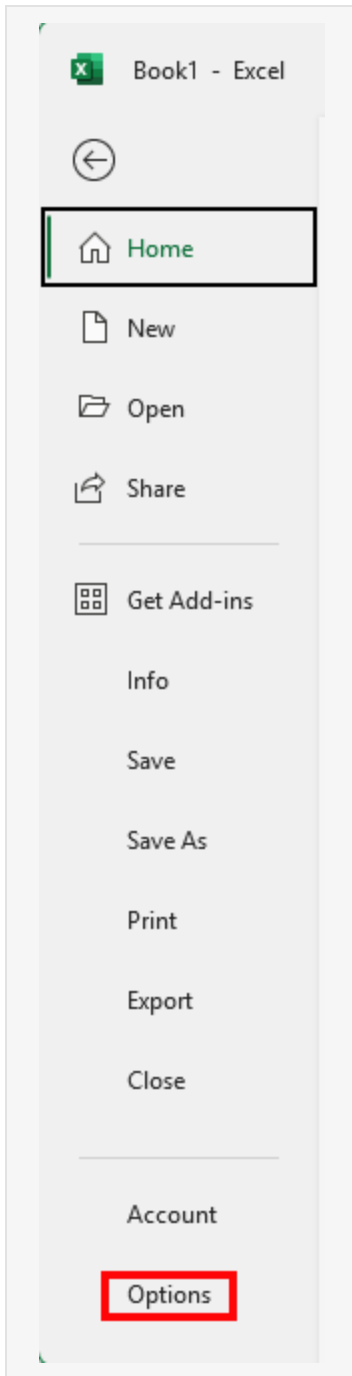 Book1 - Excel
Home
New
Open
Share
Get Add-ins
Info
Save
Save As
Print
Export
Close
Account
Options